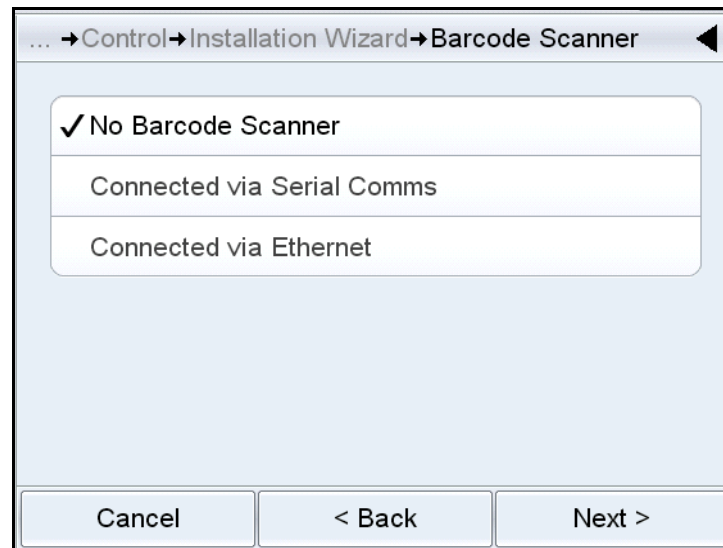 ... →Control→Installation Wizard→Barcode Scanner
✓ No Barcode Scanner
Connected via Serial Comms
Connected via Ethernet
Cancel < Back Next >